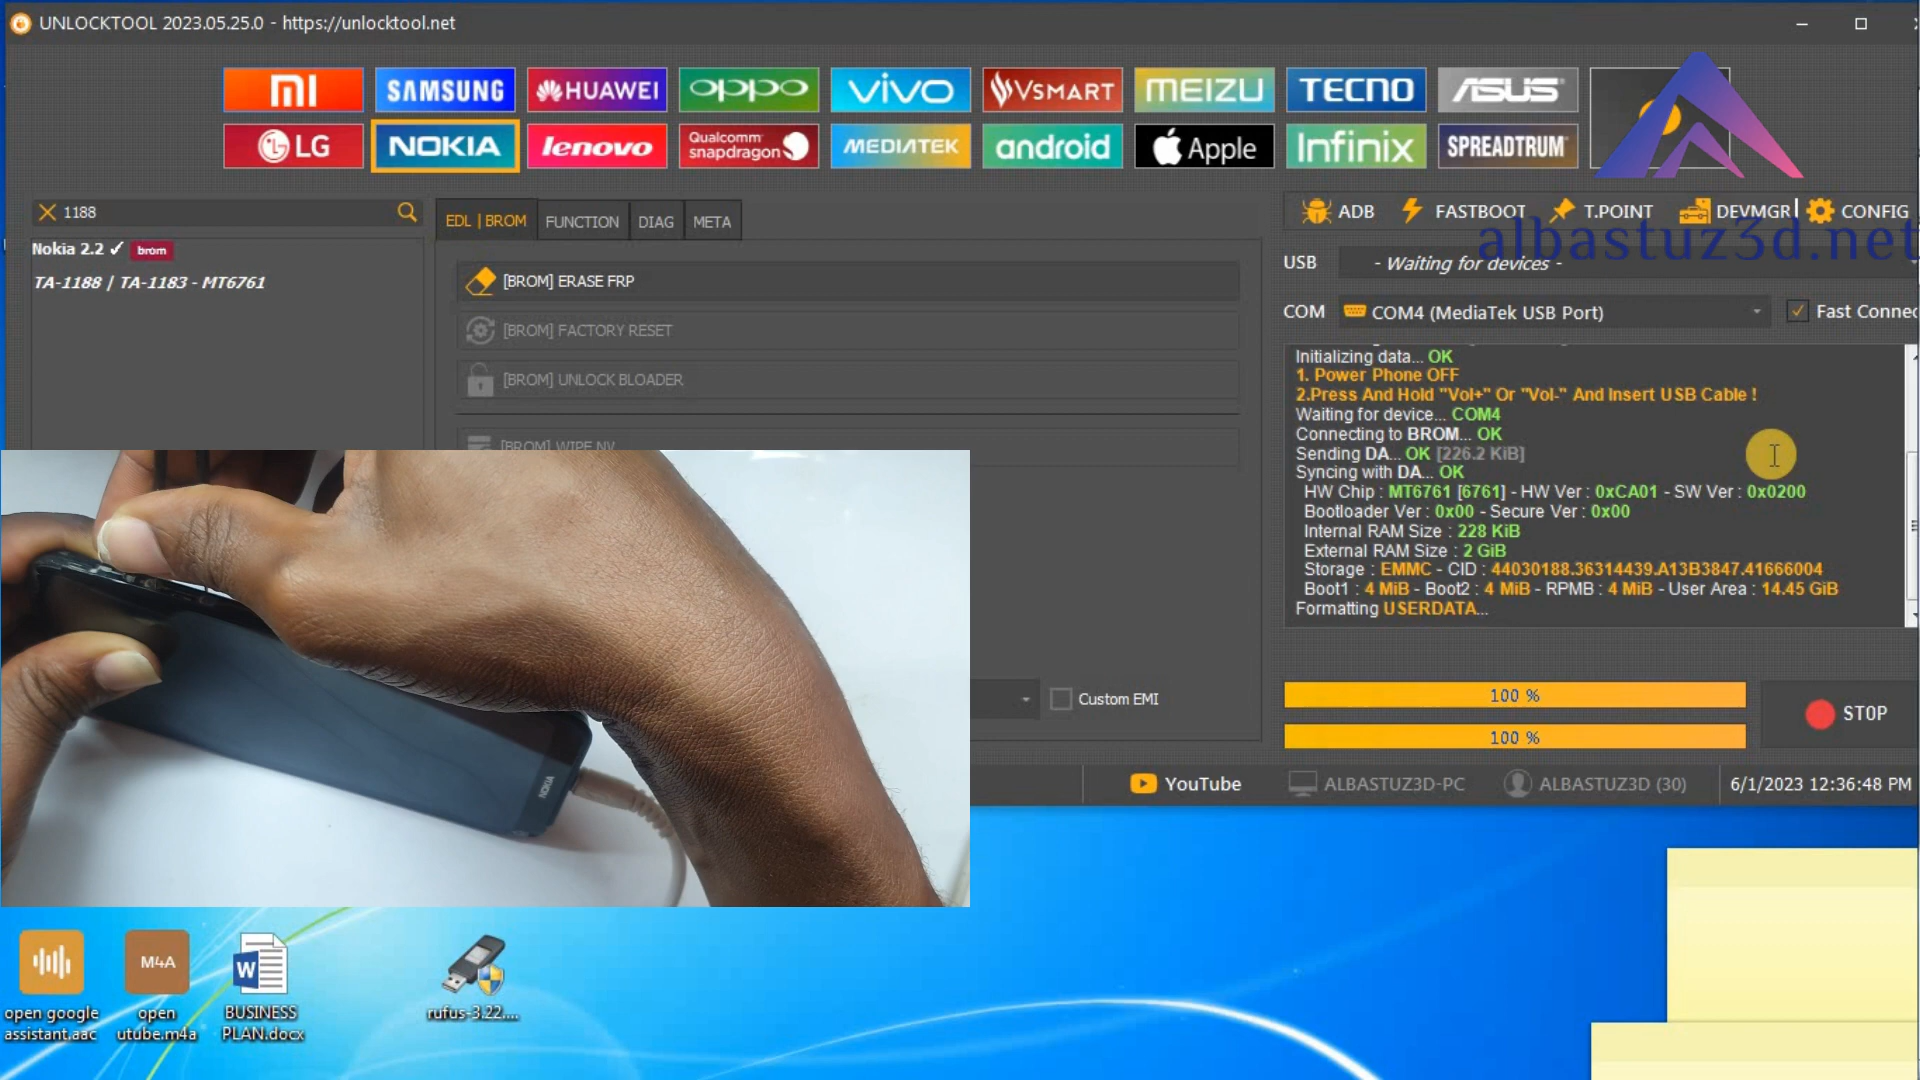 UNLOCKTOOL 2023.05.25.0 - https://unlocktool.net
mi SAMSUNG HUAWEI oppo vivo VSMART MEIZU TECNO ASUS
LG NOKIA lenovo Qualcomm snapdragon MEDIATEK android Apple Infinix SPREADTRUM
albastuz3d.net
1188
Nokia 2.2 ✓ brom
TA-1188 | TA-1183 - MT6761
EDL | BROM FUNCTION DIAG META
[BROM] ERASE FRP
[BROM] FACTORY RESET
[BROM] UNLOCK BLOADER
[BROM] WIPE NV
Custom EMI
ADB FASTBOOT T.POINT DEVMGR CONFIG
USB - Waiting for devices -
COM COM4 (MediaTek USB Port) Fast Connec
Initializing data... OK
1. Power Phone OFF
2.Press And Hold "Vol+" Or "Vol-" And Insert USB Cable !
Waiting for device... COM4
Connecting to BROM... OK
Sending DA... OK [226.2 KiB]
Syncing with DA... OK
HW Chip : MT6761 [6761] - HW Ver : 0xCA01 - SW Ver : 0x0200
Bootloader Ver : 0x00 - Secure Ver : 0x00
Internal RAM Size : 228 KiB
External RAM Size : 2 GiB
Storage : EMMC - CID : 44030188.36314439.A13B3847.41666004
Boot1 : 4 MiB - Boot2 : 4 MiB - RPMB : 4 MiB - User Area : 14.45 GiB
Formatting USERDATA...
100 %
100 %
STOP
YouTube ALBASTUZ3D-PC ALBASTUZ3D (30) 6/1/2023 12:36:48 PM
NOKIA
M4A
W
open google assistant.aac
open utube.m4a
BUSINESS PLAN.docx
rufus-3.22....